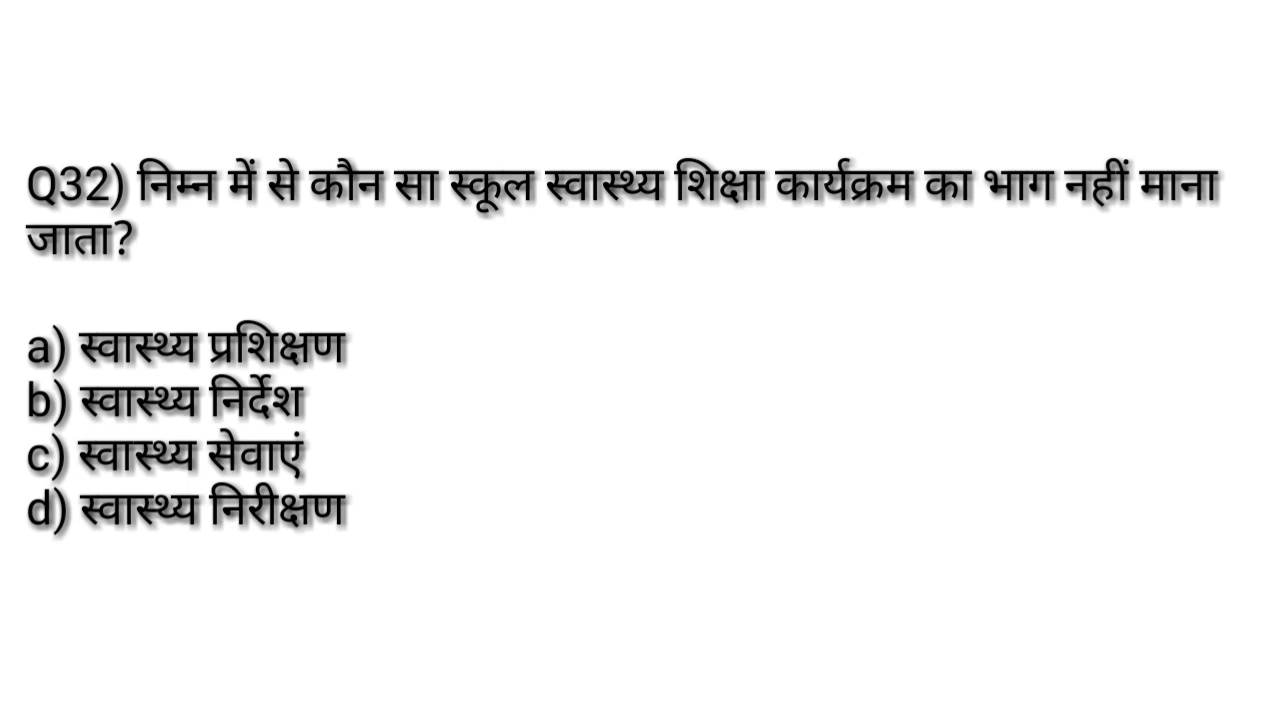 Q32) निम्न में से कौन सा स्कूल स्वास्थ्य शिक्षा कार्यक्रम का भाग नहीं माना
जाता?
a) स्वास्थ्य प्रशिक्षण
b) स्वास्थ्य निर्देश
c) स्वास्थ्य सेवाएं
d) स्वास्थ्य निरीक्षण